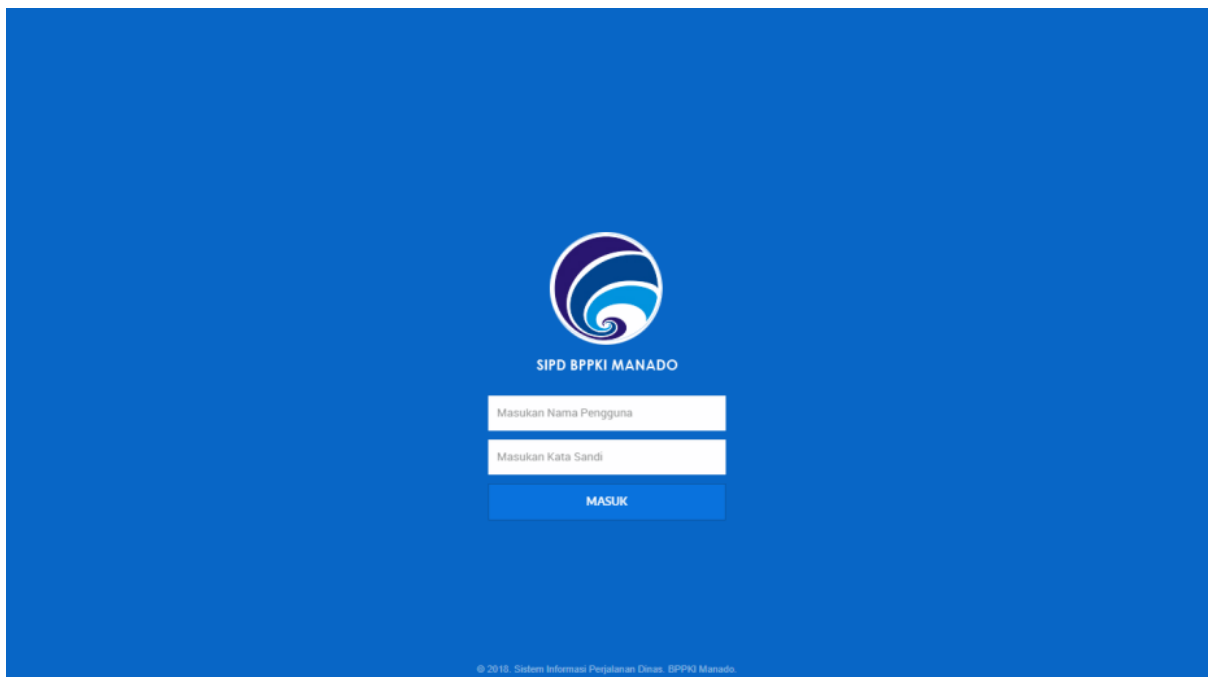 SIPD BPPKI MANADO
Masukan Nama Pengguna
Masukan Kata Sandi
MASUK
© 2018. Sistem Informasi Perjalanan Dinas. BPPKI Manado.